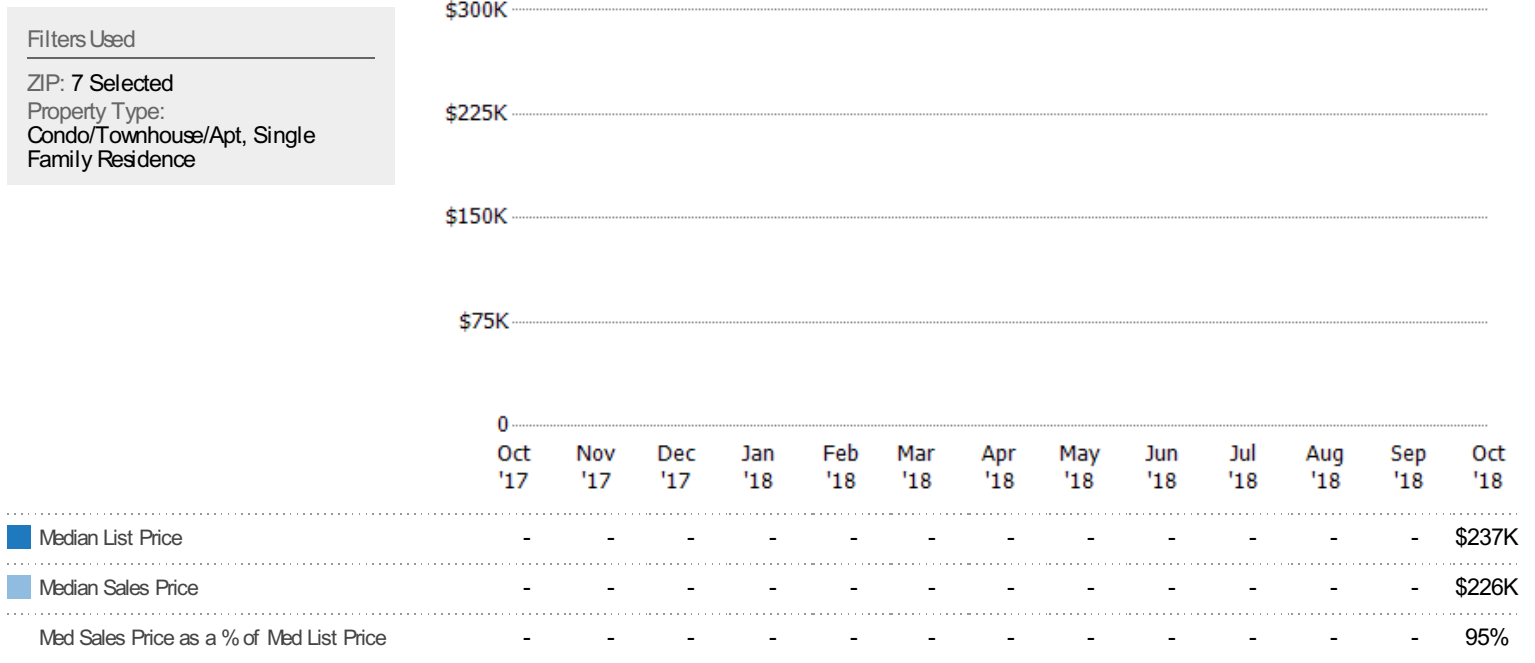 Filters Used
ZIP: 7 Selected
Property Type:
Condo/Townhouse/Apt, Single
Family Residence
$300K
$225K
$150K
$75K
0
Oct Nov Dec Jan Feb Mar Apr May Jun Jul Aug Sep Oct
'17 '17 '17 '18 '18 '18 '18 '18 '18 '18 '18 '18 '18
Median List Price - - - - - - - - - - - - $237K
Median Sales Price - - - - - - - - - - - - $226K
Med Sales Price as a % of Med List Price - - - - - - - - - - - - 95%